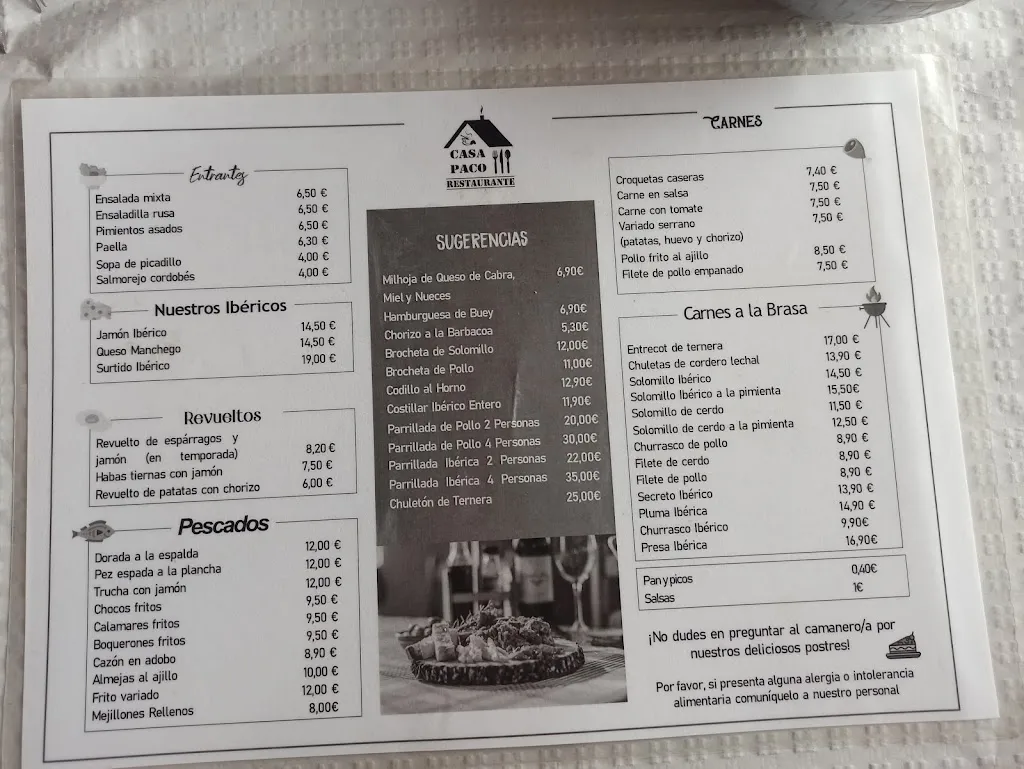 Entrantes
Ensalada mixta 6,50 €
Ensaladilla rusa 6,50 €
Pimientos asados 6,50 €
Paella 6,30 €
Sopa de picadillo 4,00 €
Salmorejo cordobés 4,00 €
Nuestros Ibéricos
Jamón Ibérico 14,50 €
Queso Manchego 14,50 €
Surtido Ibérico 19,00 €
Revueltos
Revuelto de espárragos y
jamón (en temporada) 8,20 €
Habas tiernas con jamón 7,50 €
Revuelto de patatas con chorizo 6,00 €
Pescados
Dorada a la espalda 12,00 €
Pez espada a la plancha 12,00 €
Trucha con jamón 12,00 €
Chocos fritos 9,50 €
Calamares fritos 9,50 €
Boquerones fritos 9,50 €
Cazón en adobo 8,90 €
Almejas al ajillo 10,00 €
Frito variado 12,00 €
Mejillones Rellenos 8,00€
CASA
PACO
RESTAURANTE
SUGERENCIAS
Milhoja de Queso de Cabra, 6,90€
Miel y Nueces
Hamburguesa de Buey 6,90€
Chorizo a la Barbacoa 5,30€
Brocheta de Solomillo 12,00€
Brocheta de Pollo 11,00€
Codillo al Horno 12,90€
Costillar Ibérico Entero 11,90€
Parrillada de Pollo 2 Personas 20,00€
Parrillada de Pollo 4 Personas 30,00€
Parrillada Ibérica 2 Personas 22,00€
Parrillada Ibérica 4 Personas 35,00€
Chuletón de Ternera 25,00€
CARNES
Croquetas caseras 7,40 €
Carne en salsa 7,50 €
Carne con tomate 7,50 €
Variado serrano 7,50 €
(patatas, huevo y chorizo)
Pollo frito al ajillo 8,50 €
Filete de pollo empanado 7,50 €
Carnes a la Brasa
Entrecot de ternera 17,00 €
Chuletas de cordero lechal 13,90 €
Solomillo Ibérico 14,50 €
Solomillo Ibérico a la pimienta 15,50€
Solomillo de cerdo 11,50 €
Solomillo de cerdo a la pimienta 12,50 €
Churrasco de pollo 8,90 €
Filete de cerdo 8,90 €
Filete de pollo 8,90 €
Secreto Ibérico 13,90 €
Pluma Ibérica 14,90 €
Churrasco Ibérico 9,90€
Presa Ibérica 16,90€
Pan y picos 0,40€
Salsas 1€
¡No dudes en preguntar al camanero/a por
nuestros deliciosos postres!
Por favor, si presenta alguna alergia o intolerancia
alimentaria comuníquelo a nuestro personal